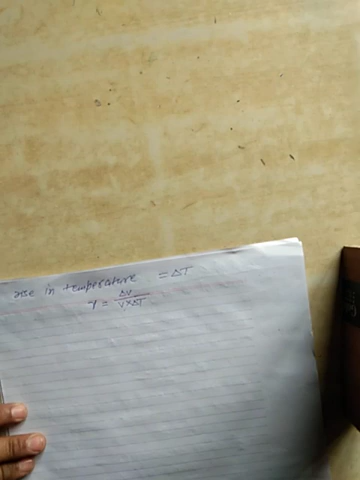 rise in temperature = ΔT
γ = ΔV / V×ΔT